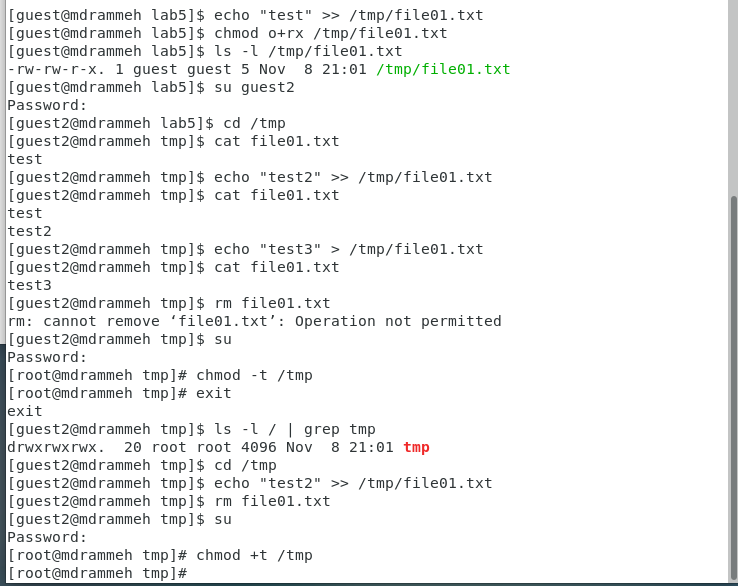 [guest@mdrammeh lab5]$ echo "test" >> /tmp/file01.txt
[guest@mdrammeh lab5]$ chmod o+rx /tmp/file01.txt
[guest@mdrammeh lab5]$ ls -l /tmp/file01.txt
-rw-rw-r-x. 1 guest guest 5 Nov  8 21:01 /tmp/file01.txt
[guest@mdrammeh lab5]$ su guest2
Password:
[guest2@mdrammeh lab5]$ cd /tmp
[guest2@mdrammeh tmp]$ cat file01.txt
test
[guest2@mdrammeh tmp]$ echo "test2" >> /tmp/file01.txt
[guest2@mdrammeh tmp]$ cat file01.txt
test
test2
[guest2@mdrammeh tmp]$ echo "test3" > /tmp/file01.txt
[guest2@mdrammeh tmp]$ cat file01.txt
test3
[guest2@mdrammeh tmp]$ rm file01.txt
rm: cannot remove ‘file01.txt’: Operation not permitted
[guest2@mdrammeh tmp]$ su
Password:
[root@mdrammeh tmp]# chmod -t /tmp
[root@mdrammeh tmp]# exit
exit
[guest2@mdrammeh tmp]$ ls -l / | grep tmp
drwxrwxrwx.  20 root root 4096 Nov  8 21:01 tmp
[guest2@mdrammeh tmp]$ cd /tmp
[guest2@mdrammeh tmp]$ echo "test2" >> /tmp/file01.txt
[guest2@mdrammeh tmp]$ rm file01.txt
[guest2@mdrammeh tmp]$ su
Password:
[root@mdrammeh tmp]# chmod +t /tmp
[root@mdrammeh tmp]#